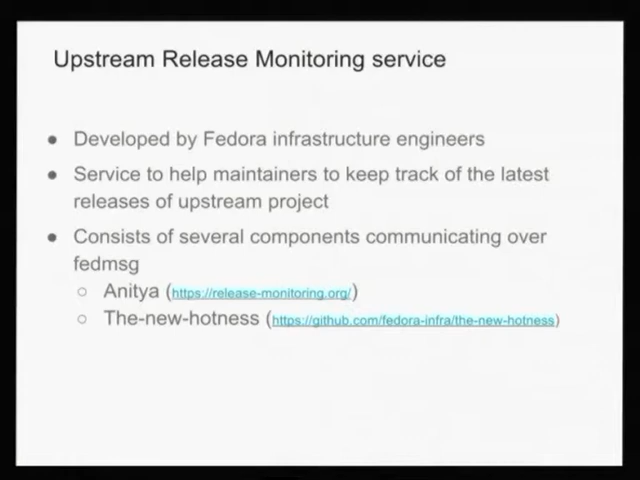 Upstream Release Monitoring service
● Developed by Fedora infrastructure engineers
● Service to help maintainers to keep track of the latest
releases of upstream project
● Consists of several components communicating over
fedmsg
○ Anitya (https://release-monitoring.org/)
○ The-new-hotness (https://github.com/fedora-infra/the-new-hotness)